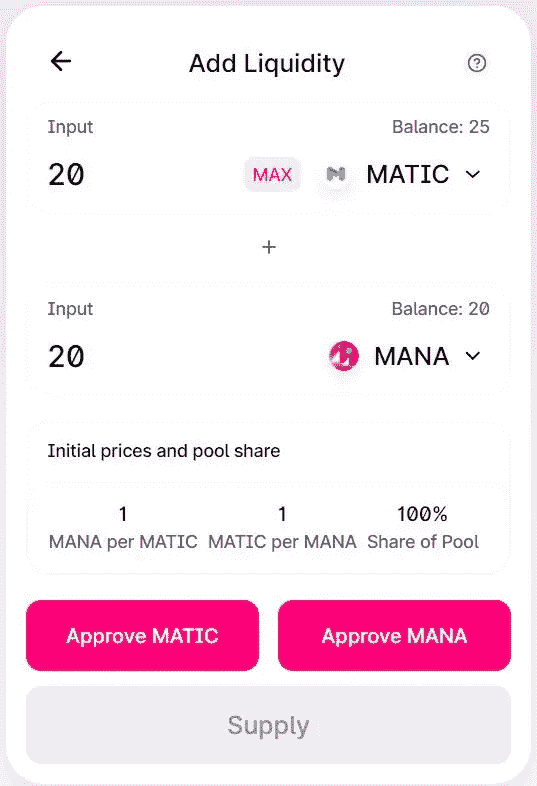 Add Liquidity
Input Balance: 25
20 MAX MATIC
+
Input Balance: 20
20 MANA
Initial prices and pool share
1 1 100%
MANA per MATIC MATIC per MANA Share of Pool
Approve MATIC Approve MANA
Supply